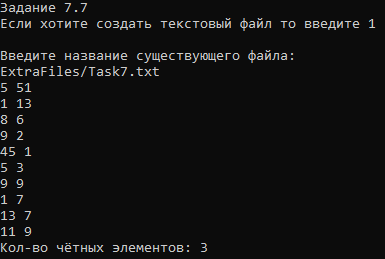 Задание 7.7
Если хотите создать текстовый файл то введите 1
Введите название существующего файла:
ExtraFiles/Task7.txt
5 51
1 13
8 6
9 2
45 1
5 3
9 9
1 7
13 7
11 9
Кол-во чётных элементов: 3